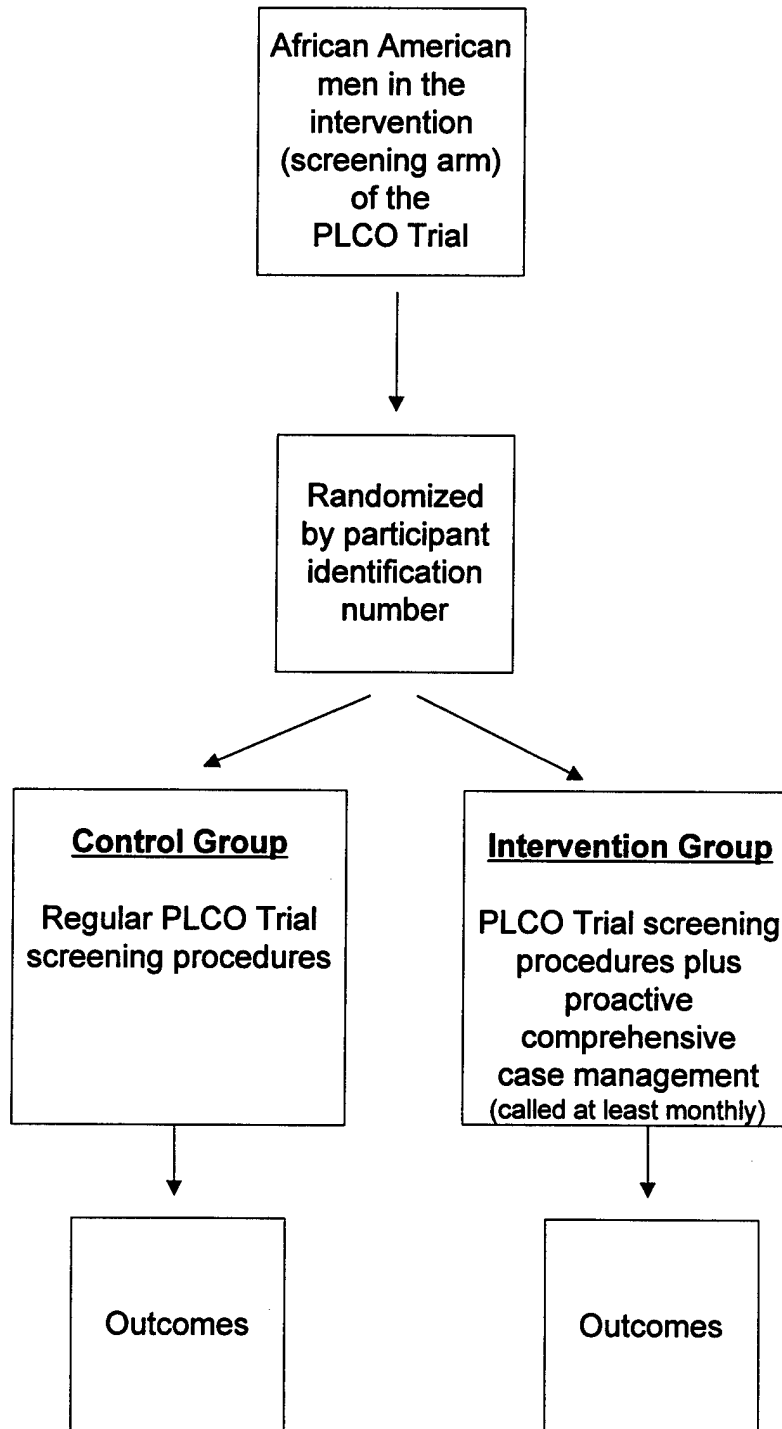 African American
men in the
intervention
(screening arm)
of the
PLCO Trial
Randomized
by participant
identification
number
Control Group
Regular PLCO Trial
screening procedures
Intervention Group
PLCO Trial screening
procedures plus
proactive
comprehensive
case management
(called at least monthly)
Outcomes
Outcomes